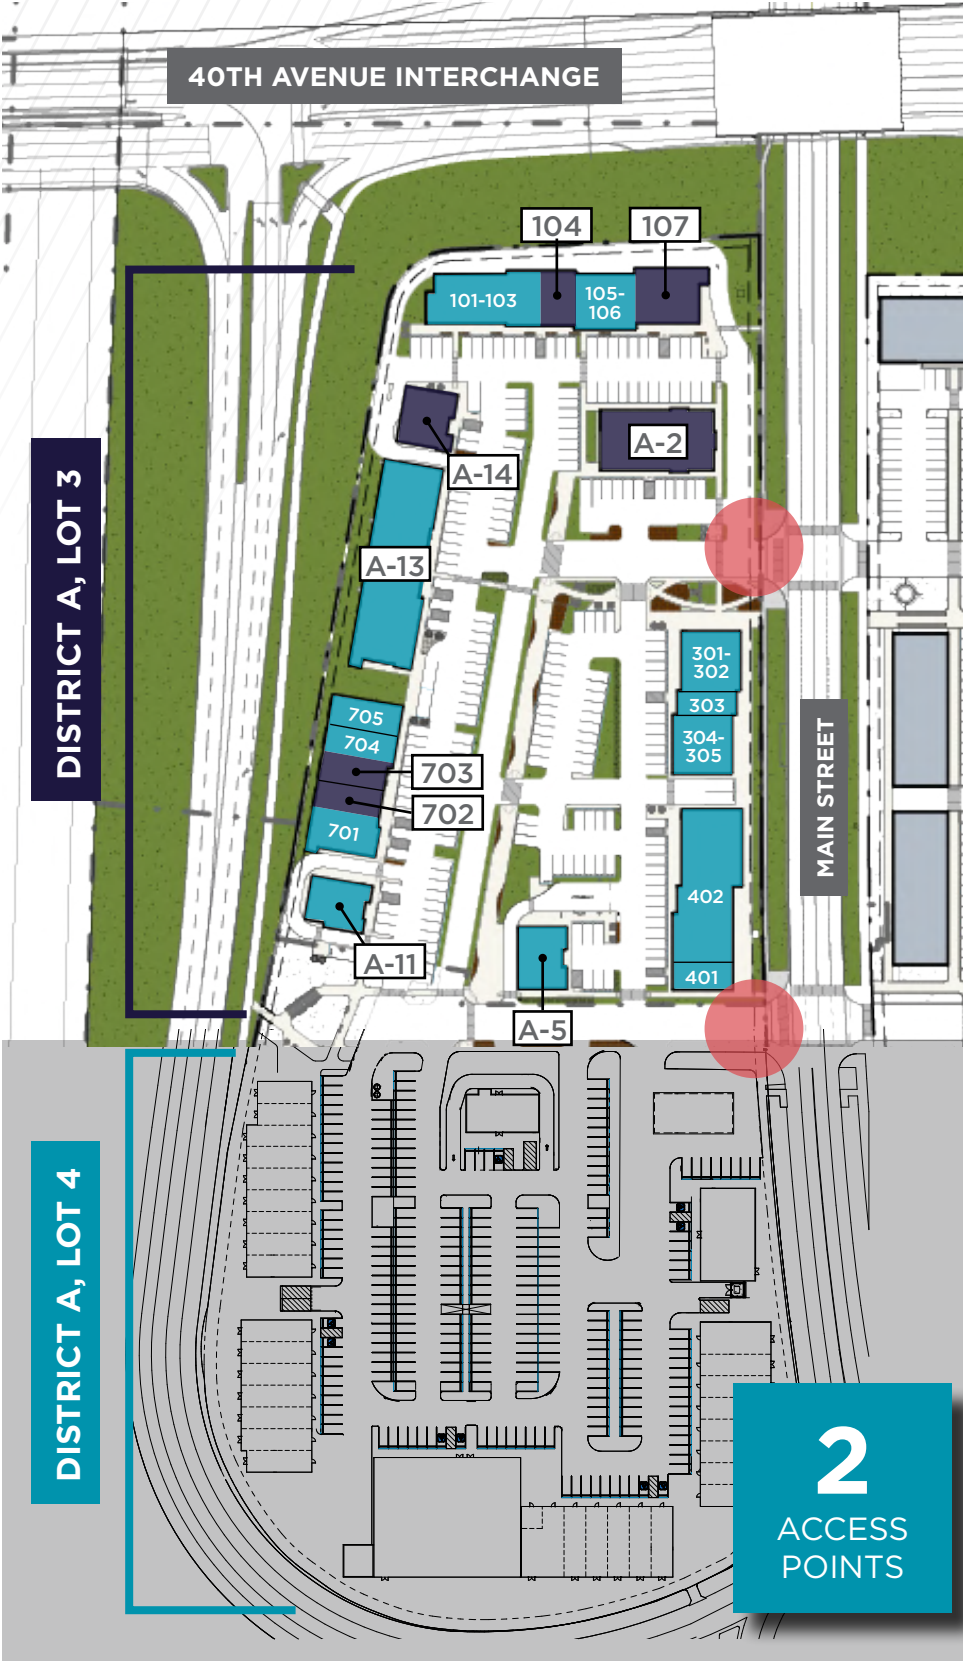 40TH AVENUE INTERCHANGE
104
107
101-103
105-
106
A-2
A-14
A-13
DISTRICT A, LOT 3
301-
302
303
304-
305
705
704
703
702
701
MAIN STREET
402
401
A-11
A-5
DISTRICT A, LOT 4
2
ACCESS
POINTS